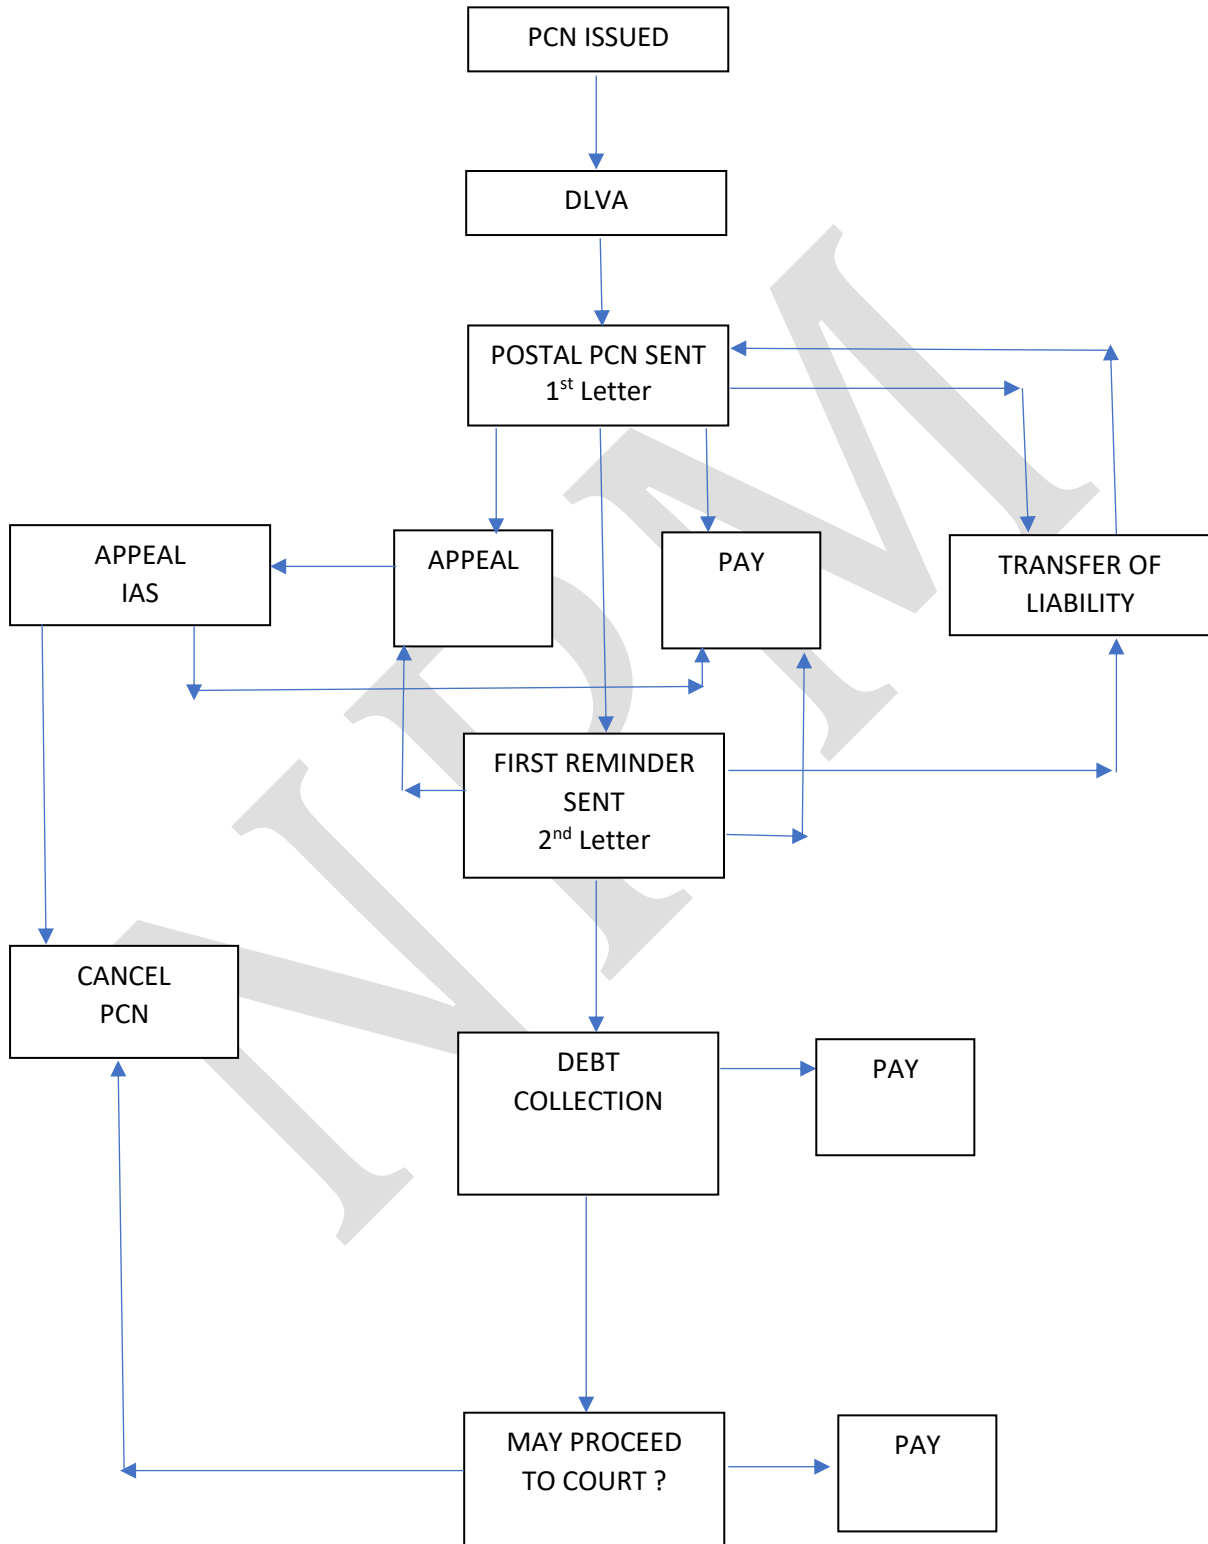 PCN ISSUED
DLVA
POSTAL PCN SENT
1st Letter
APPEAL
IAS
APPEAL
PAY
TRANSFER OF
LIABILITY
FIRST REMINDER
SENT
2nd Letter
CANCEL
PCN
DEBT
COLLECTION
PAY
MAY PROCEED
TO COURT ?
PAY
NPM